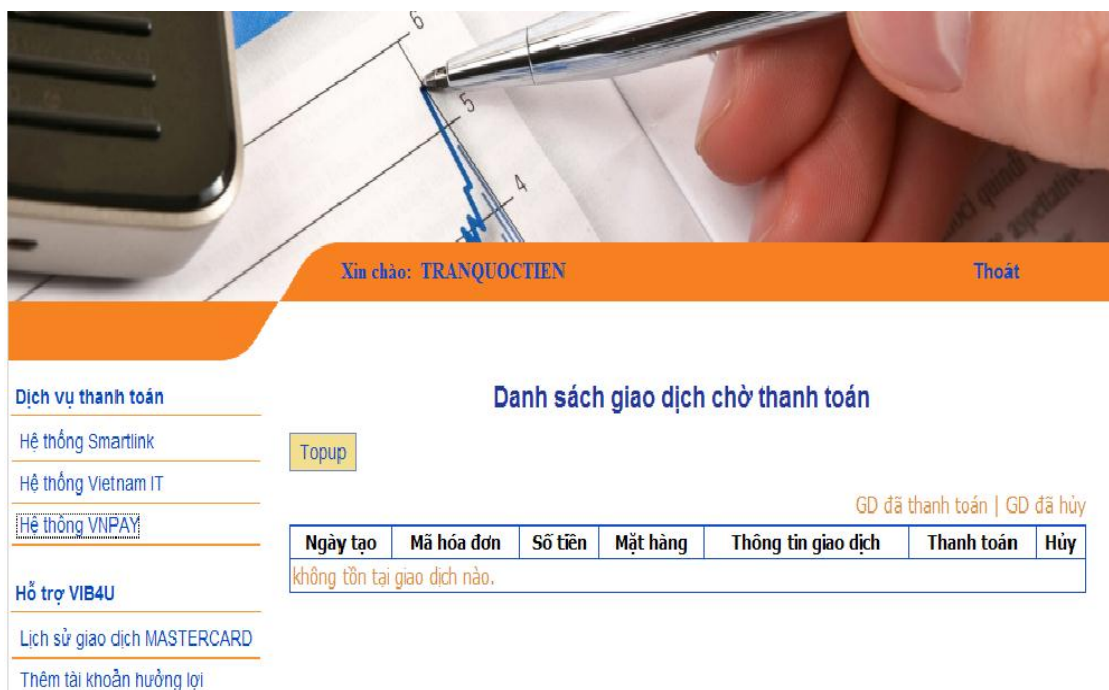 6
5
4
Xin chào: TRANQUOCTIEN
Thoát
Dịch vụ thanh toán
Hệ thống Smartlink
Hệ thống Vietnam IT
Hệ thống VNPAY
Hỗ trợ VIB4U
Lịch sử giao dịch MASTERCARD
Thêm tài khoản hưởng lợi
Danh sách giao dịch chờ thanh toán
Topup
GD đã thanh toán | GD đã hủy
Ngày tạo Mã hóa đơn Số tiền Mặt hàng Thông tin giao dịch Thanh toán Hủy
không tồn tại giao dịch nào.